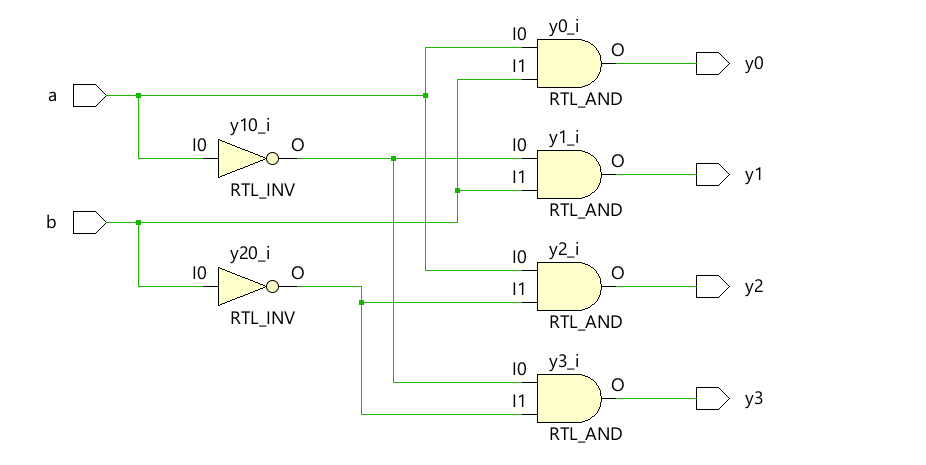 y0_i
I0
O
I1
y0
RTL_AND
a
y10_i
I0
O
RTL_INV
y1_i
I0
O
I1
y1
RTL_AND
b
y20_i
I0
O
RTL_INV
y2_i
I0
O
I1
y2
RTL_AND
y3_i
I0
O
I1
y3
RTL_AND